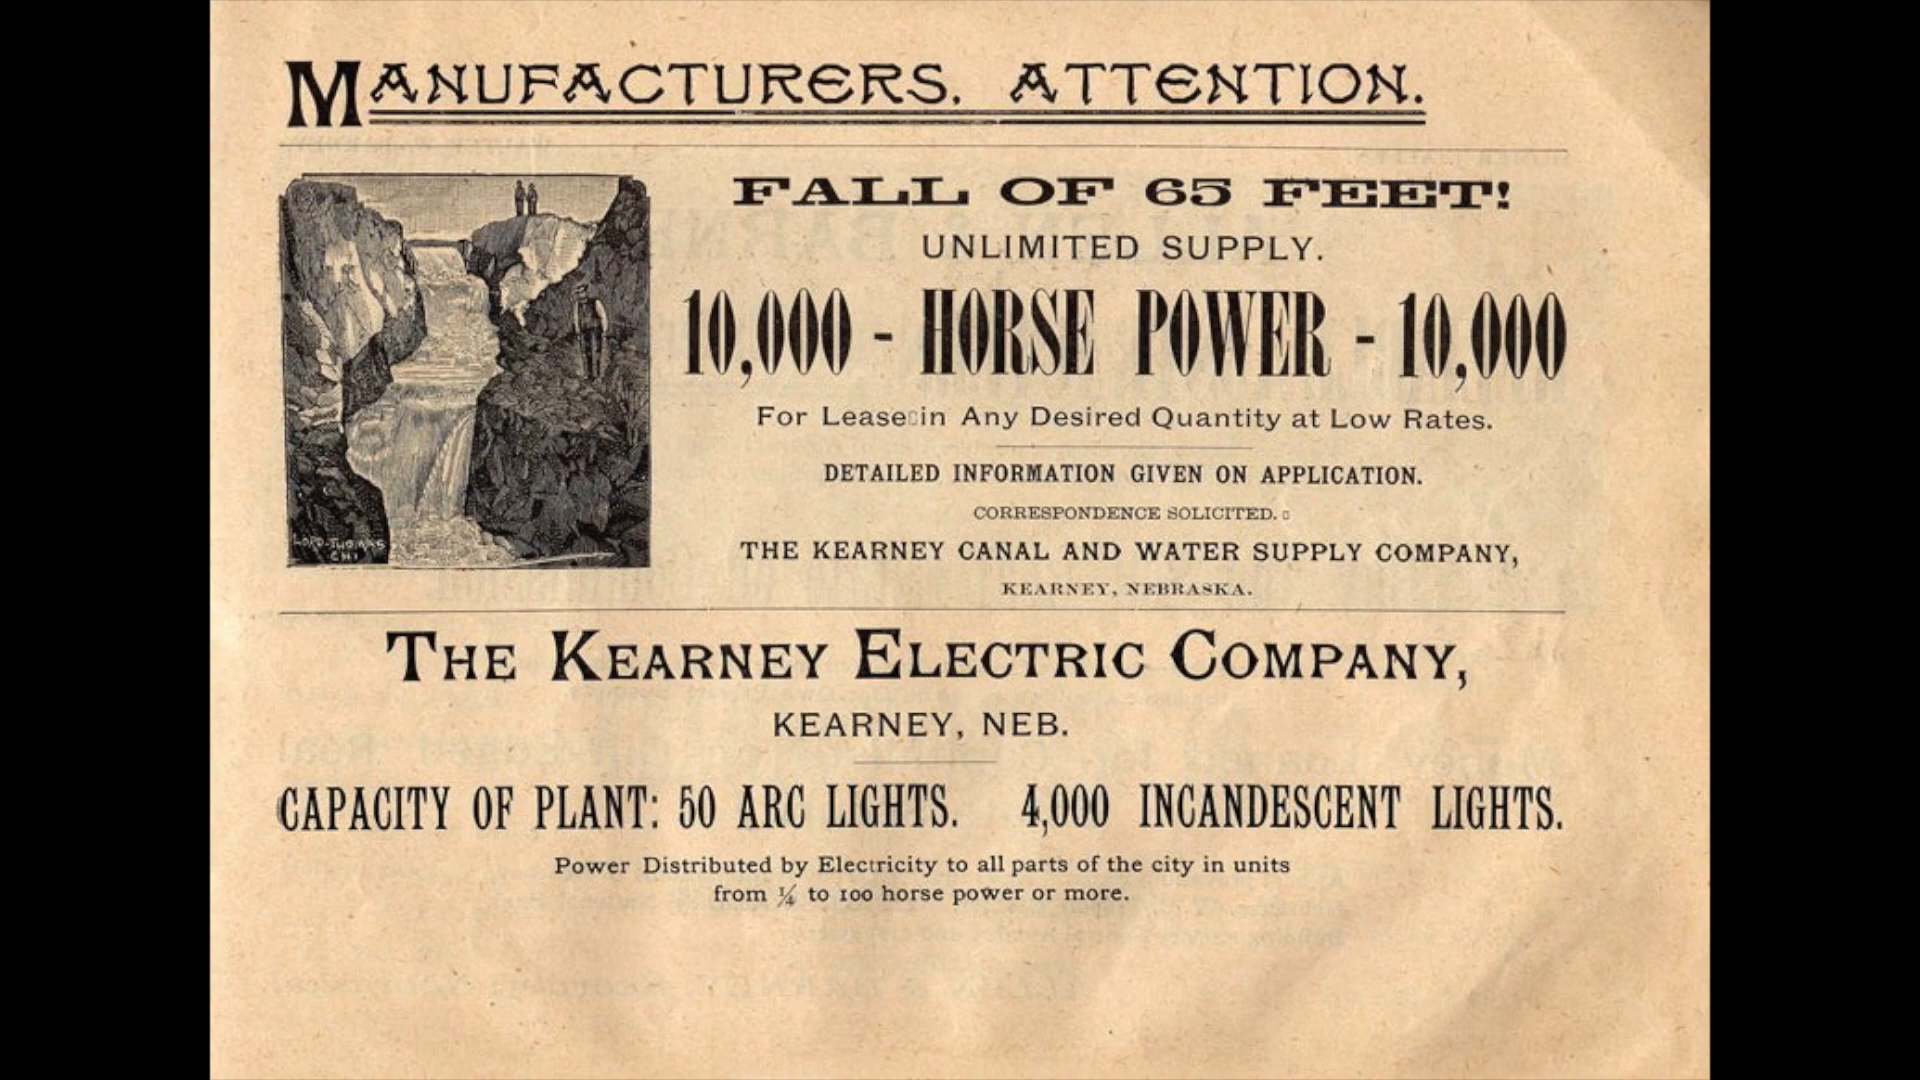 MANUFACTURERS. ATTENTION.
FALL OF 65 FEET!
UNLIMITED SUPPLY.
10,000 - HORSE POWER - 10,000
For Lease in Any Desired Quantity at Low Rates.
DETAILED INFORMATION GIVEN ON APPLICATION.
CORRESPONDENCE SOLICITED.
THE KEARNEY CANAL AND WATER SUPPLY COMPANY,
KEARNEY, NEBRASKA.
LORD-THOMAS
CHI
THE KEARNEY ELECTRIC COMPANY,
KEARNEY, NEB.
CAPACITY OF PLANT: 50 ARC LIGHTS. 4,000 INCANDESCENT LIGHTS.
Power Distributed by Electricity to all parts of the city in units
from ¼ to 100 horse power or more.